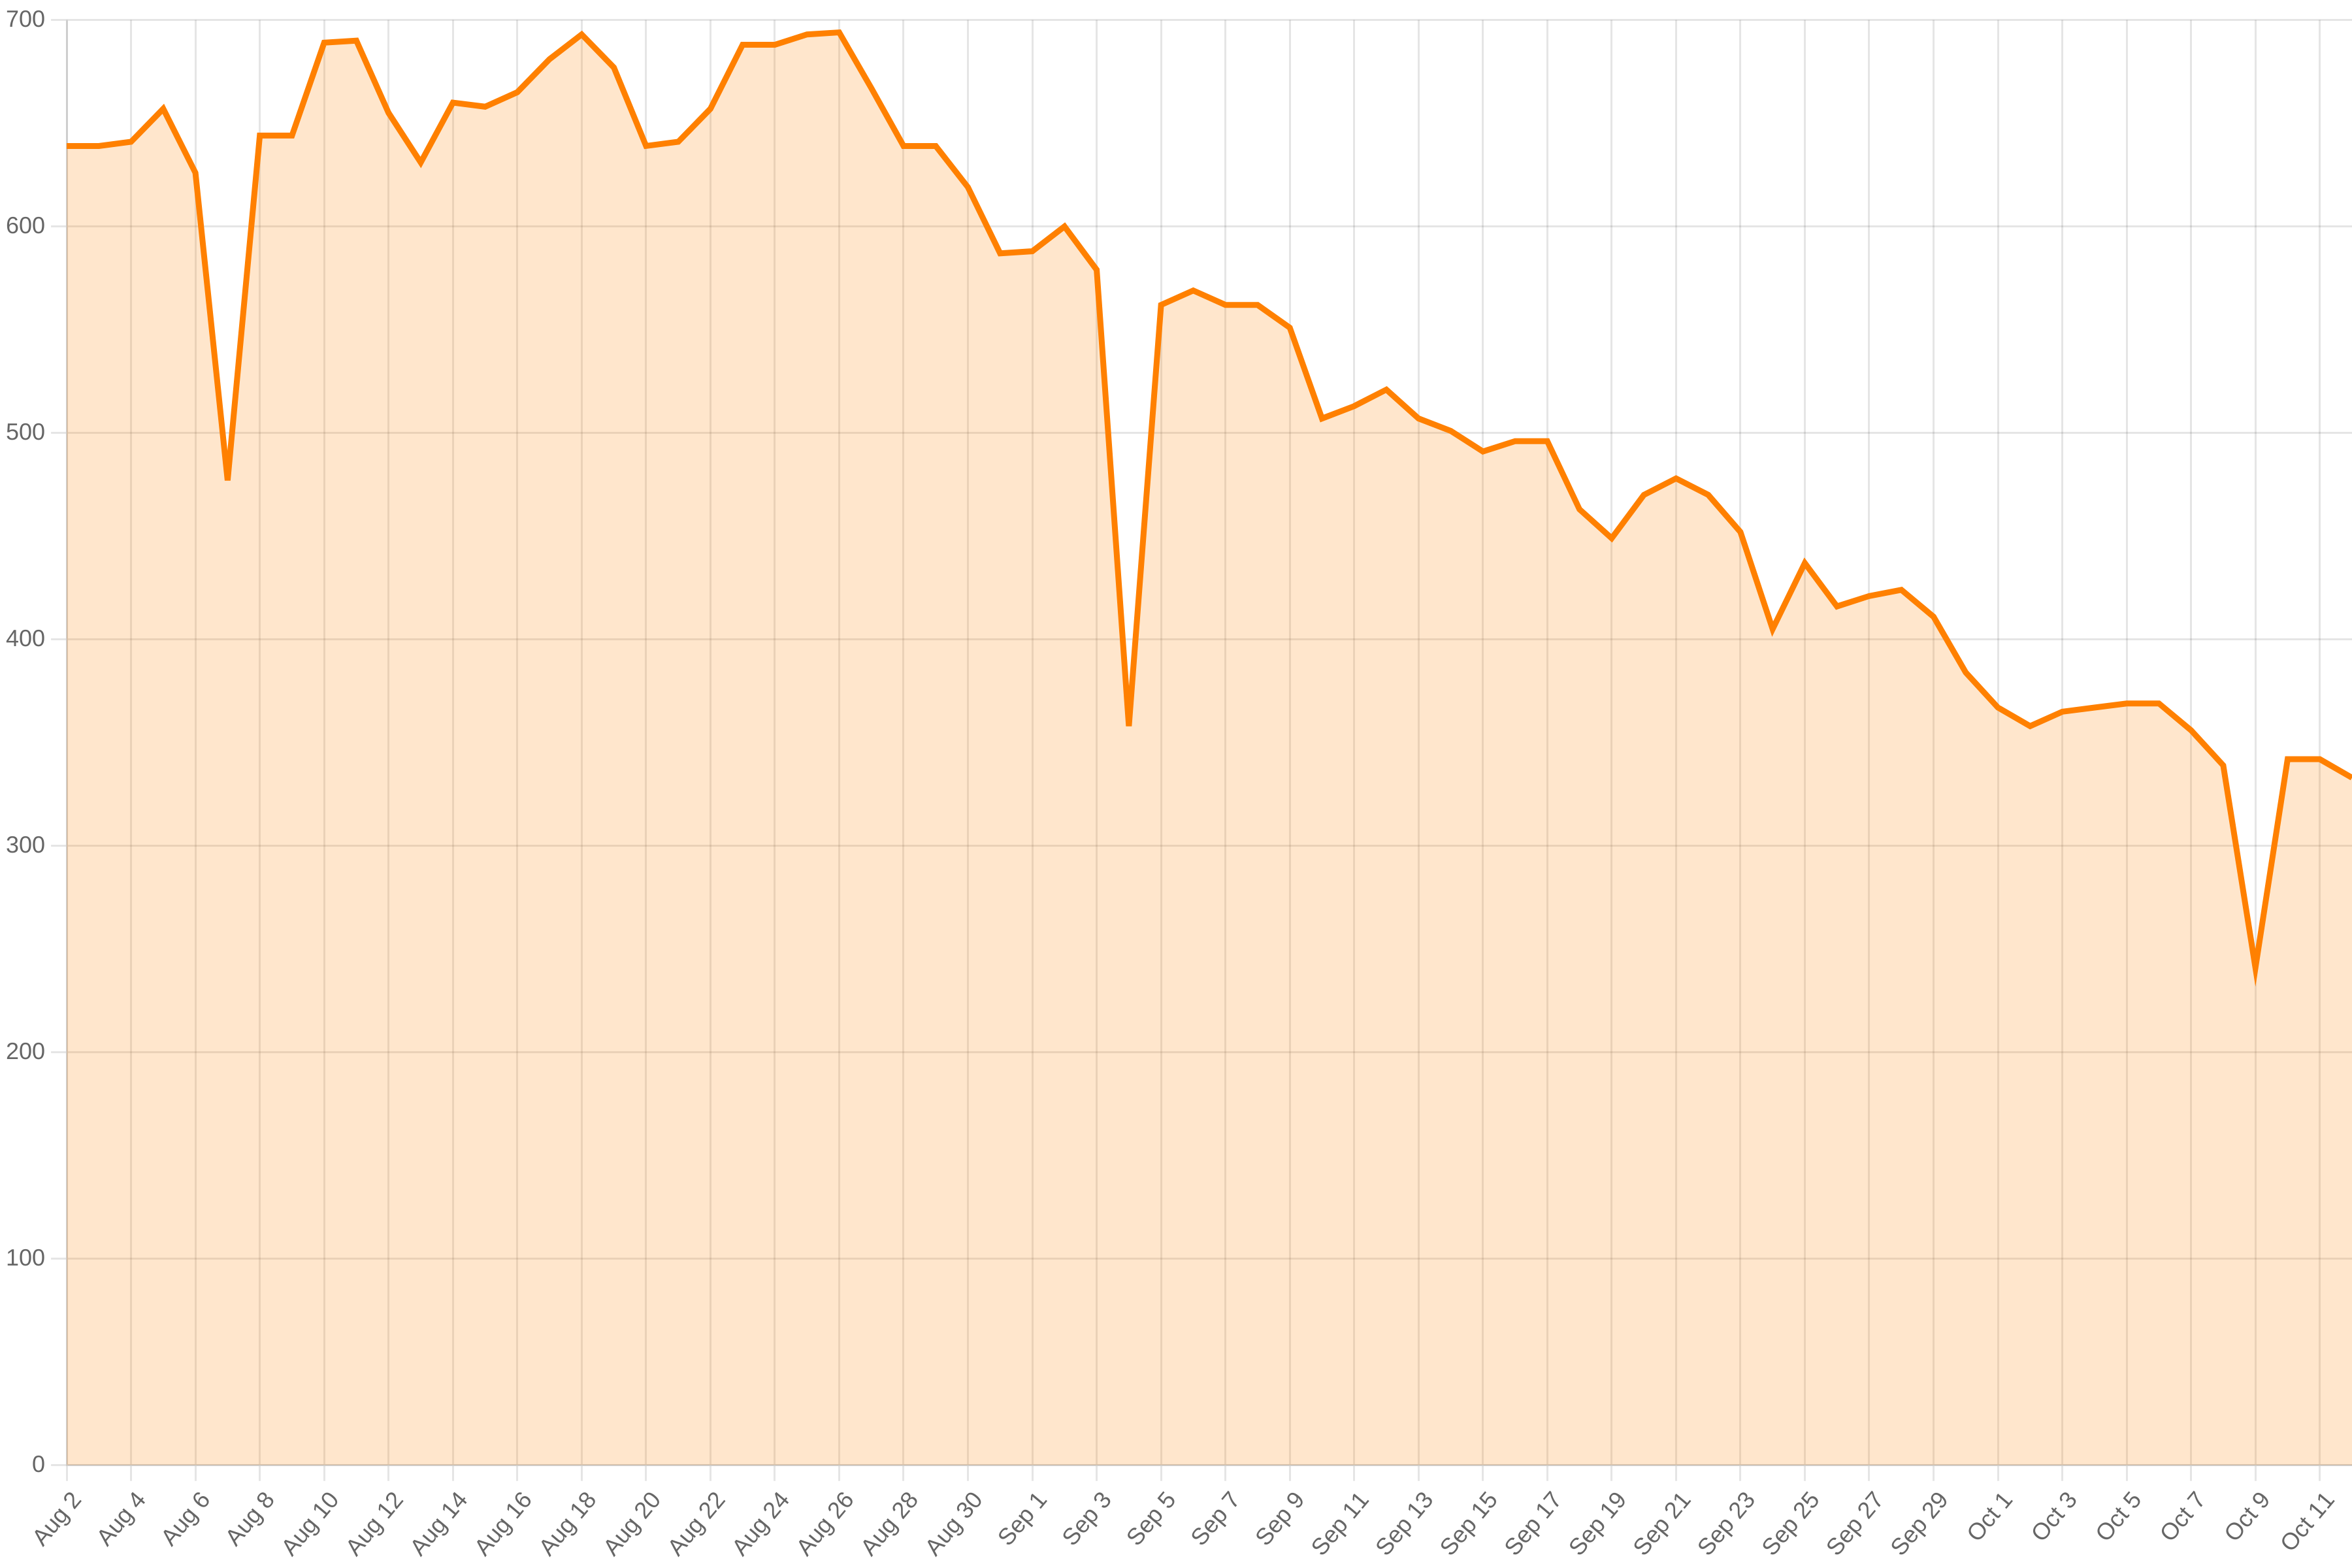 700
600
500
400
300
200
100
0
Aug 2
Aug 4
Aug 6
Aug 8
Aug 10
Aug 12
Aug 14
Aug 16
Aug 18
Aug 20
Aug 22
Aug 24
Aug 26
Aug 28
Aug 30
Sep 1
Sep 3
Sep 5
Sep 7
Sep 9
Sep 11
Sep 13
Sep 15
Sep 17
Sep 19
Sep 21
Sep 23
Sep 25
Sep 27
Sep 29
Oct 1
Oct 3
Oct 5
Oct 7
Oct 9
Oct 11